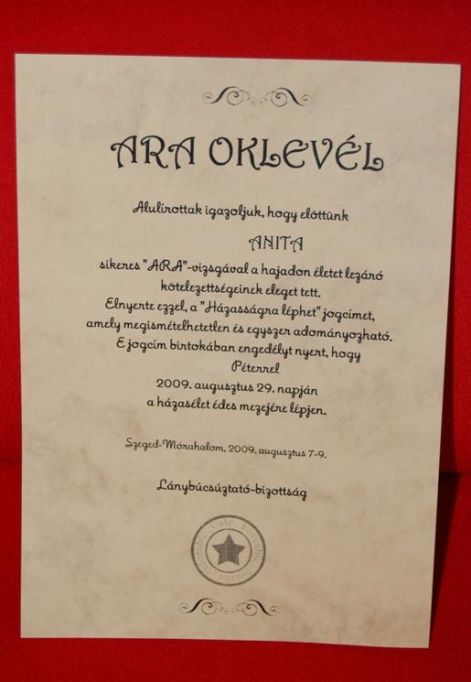 ARA OKLEVÉL
Alulírottak igazoljuk, hogy előttünk
ANITA
sikeres "ARA"-vizsgával a hajadon életet lezáró
kötelezettségeinek eleget tett.
Elnyerte ezzel, a "Házasságra léphet" jogcímet,
amely megismételhetetlen és egyszer adományozható.
E jogcím birtokában engedélyt nyert, hogy
Péterrel
2009. augusztus 29. napján
a házasélet édes mezejére lépjen.
Szeged-Mórahalom, 2009. augusztus 7-9.
Lánybúcsúztató-bizottság